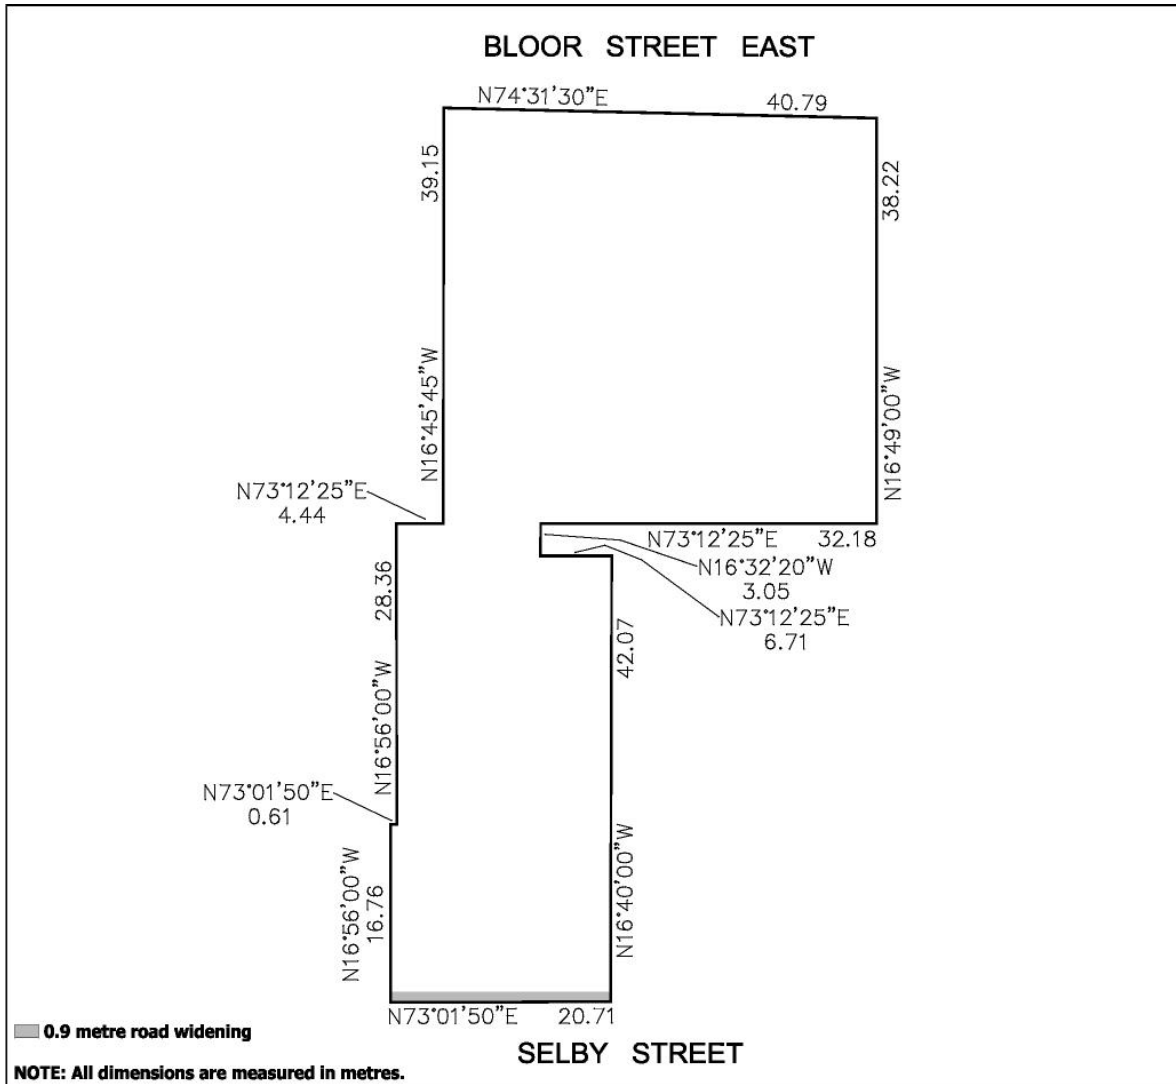 BLOOR STREET EAST
N74°31'30"E 40.79
39.15
38.22
N16°45'45"W
N16°49'00"W
N73°12'25"E
4.44
N73°12'25"E 32.18
N16°32'20"W
3.05
N73°12'25"E
6.71
28.36
42.07
N16°56'00"W
N73°01'50"E
0.61
N16°56'00"W
16.76
N16°40'00"W
N73°01'50"E 20.71
0.9 metre road widening
SELBY STREET
NOTE: All dimensions are measured in metres.